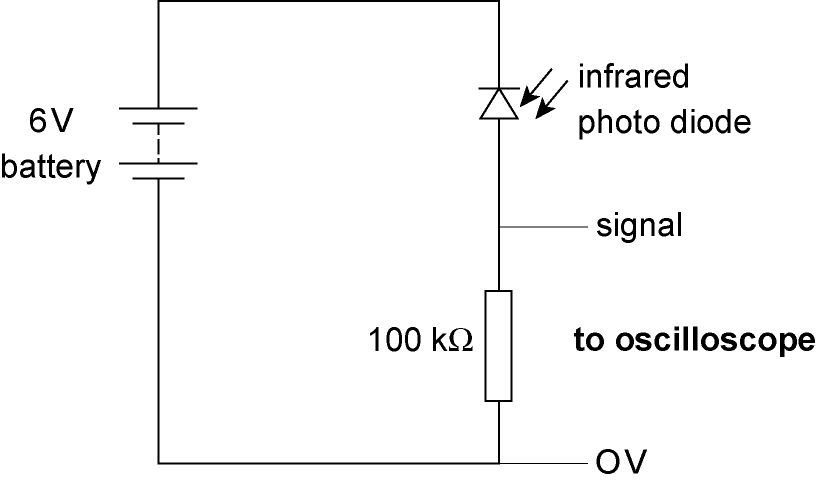 6V
battery
infrared
photo diode
signal
100 kΩ
to oscilloscope
OV